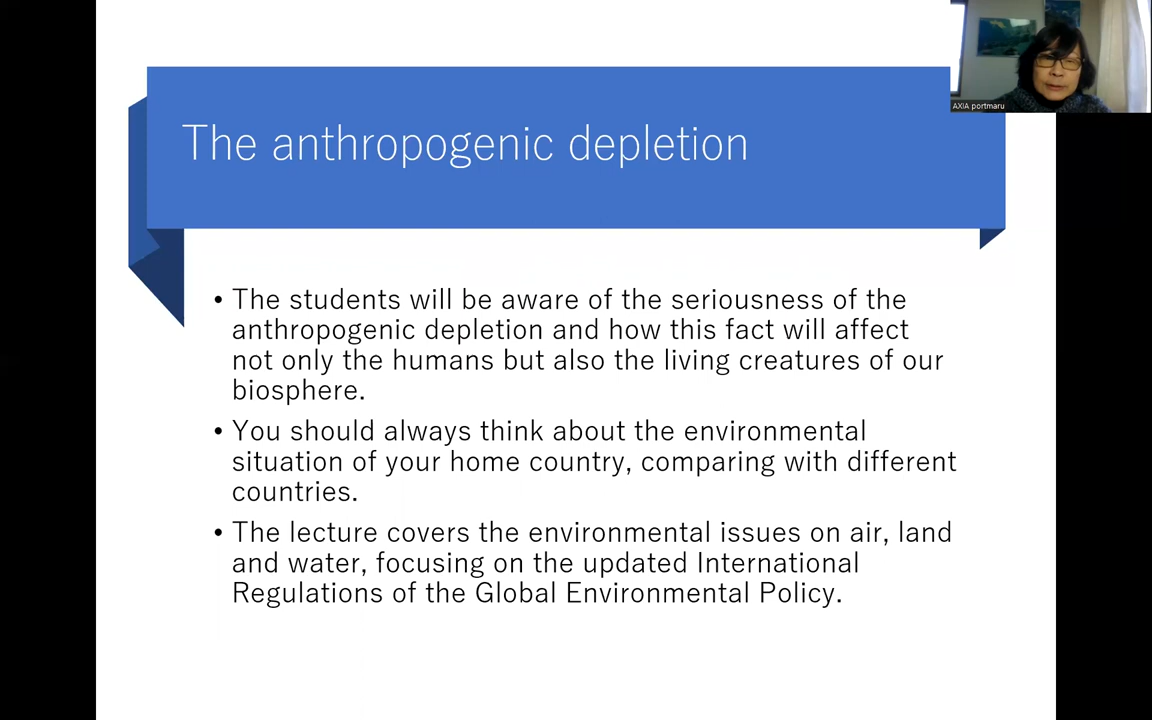 AXIA portmaru
The anthropogenic depletion
• The students will be aware of the seriousness of the
anthropogenic depletion and how this fact will affect
not only the humans but also the living creatures of our
biosphere.
• You should always think about the environmental
situation of your home country, comparing with different
countries.
• The lecture covers the environmental issues on air, land
and water, focusing on the updated International
Regulations of the Global Environmental Policy.